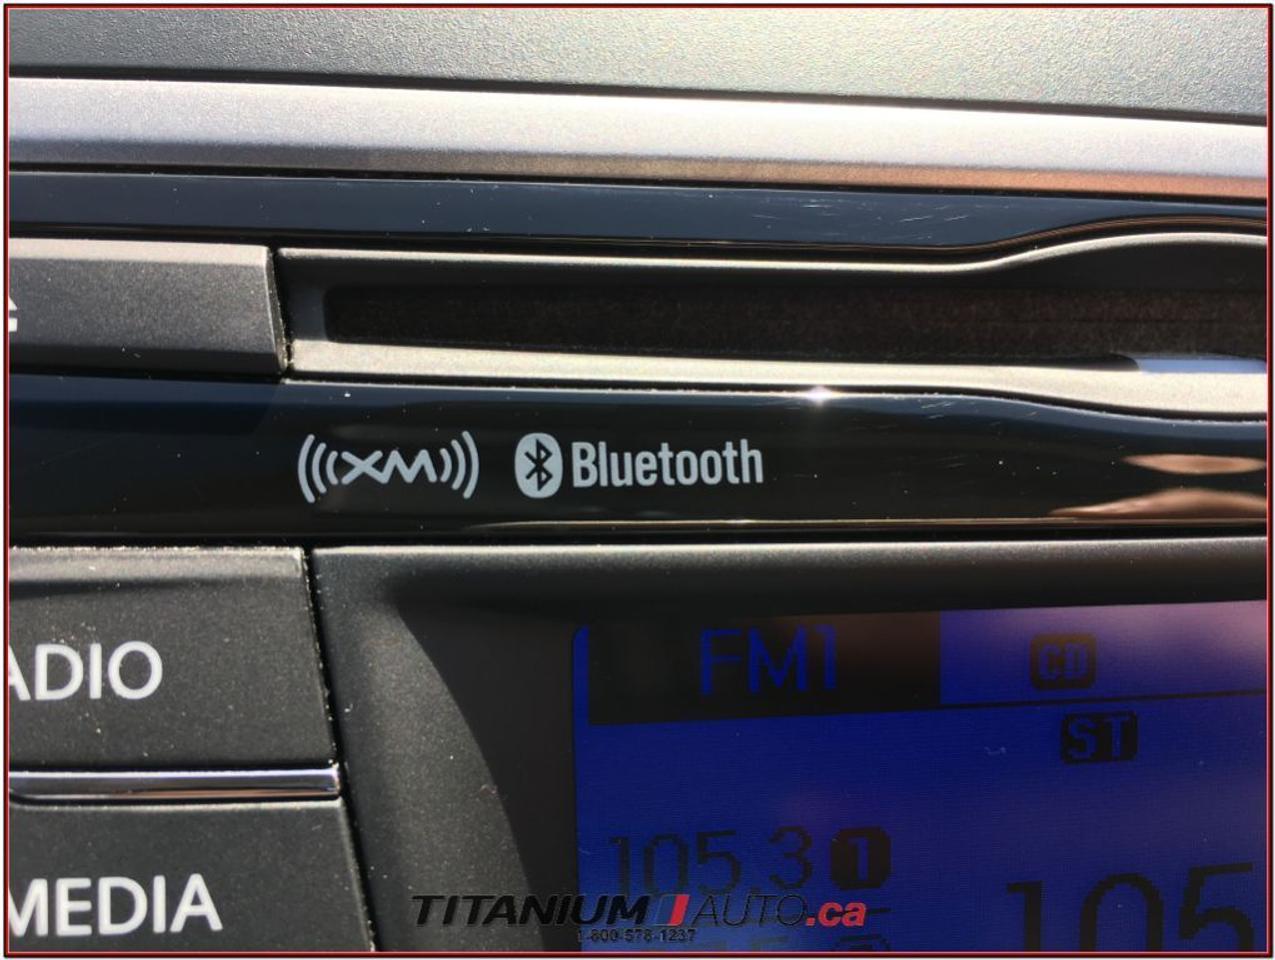 XM Bluetooth
ADIO
FM1 CD
ST
105.3 1
105
MEDIA
TITANIUM AUTO.ca
1-800-578-1237